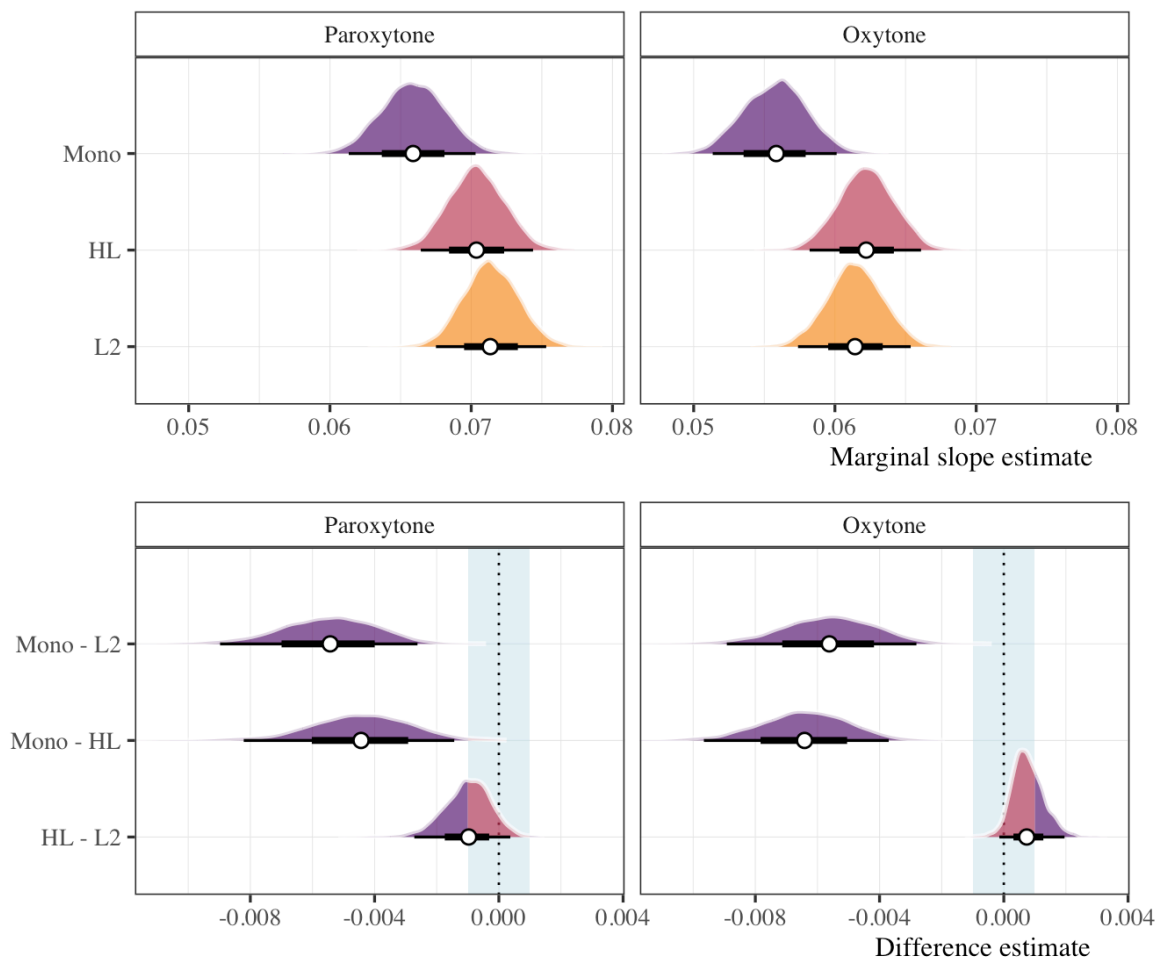 Paroxytone Oxytone
Mono
HL
L2
0.05 0.06 0.07 0.08 0.05 0.06 0.07 0.08
Marginal slope estimate
Paroxytone Oxytone
Mono - L2
Mono - HL
HL - L2
-0.008 -0.004 0.000 0.004 -0.008 -0.004 0.000 0.004
Difference estimate